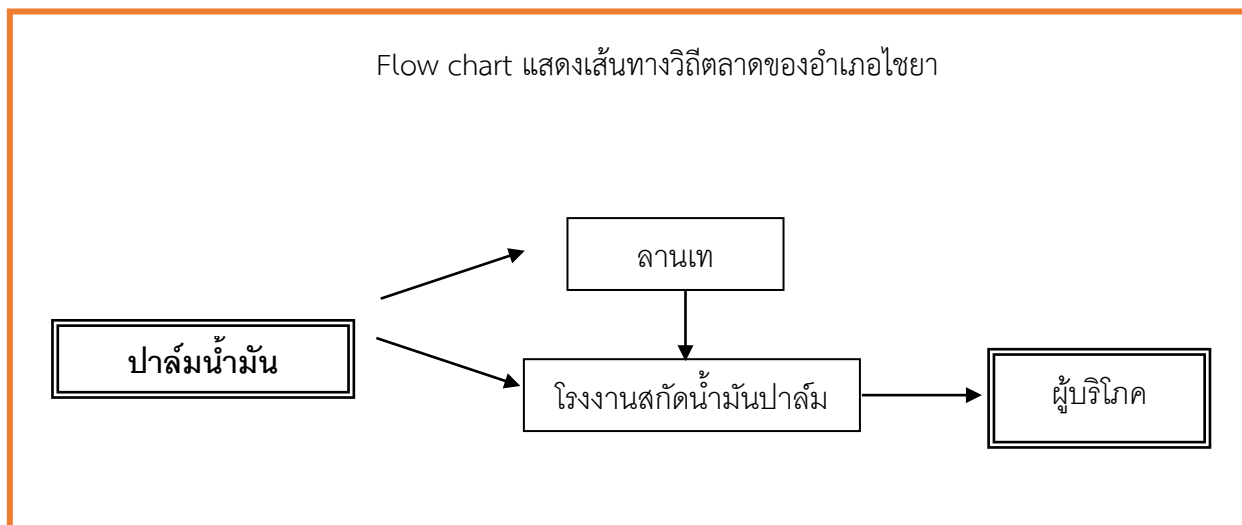 Flow chart แสดงเส้นทางวิถีตลาดของอำเภอไชยา
ลานเท
ปาล์มน้ำมัน
โรงงานสกัดน้ำมันปาล์ม
ผู้บริโภค